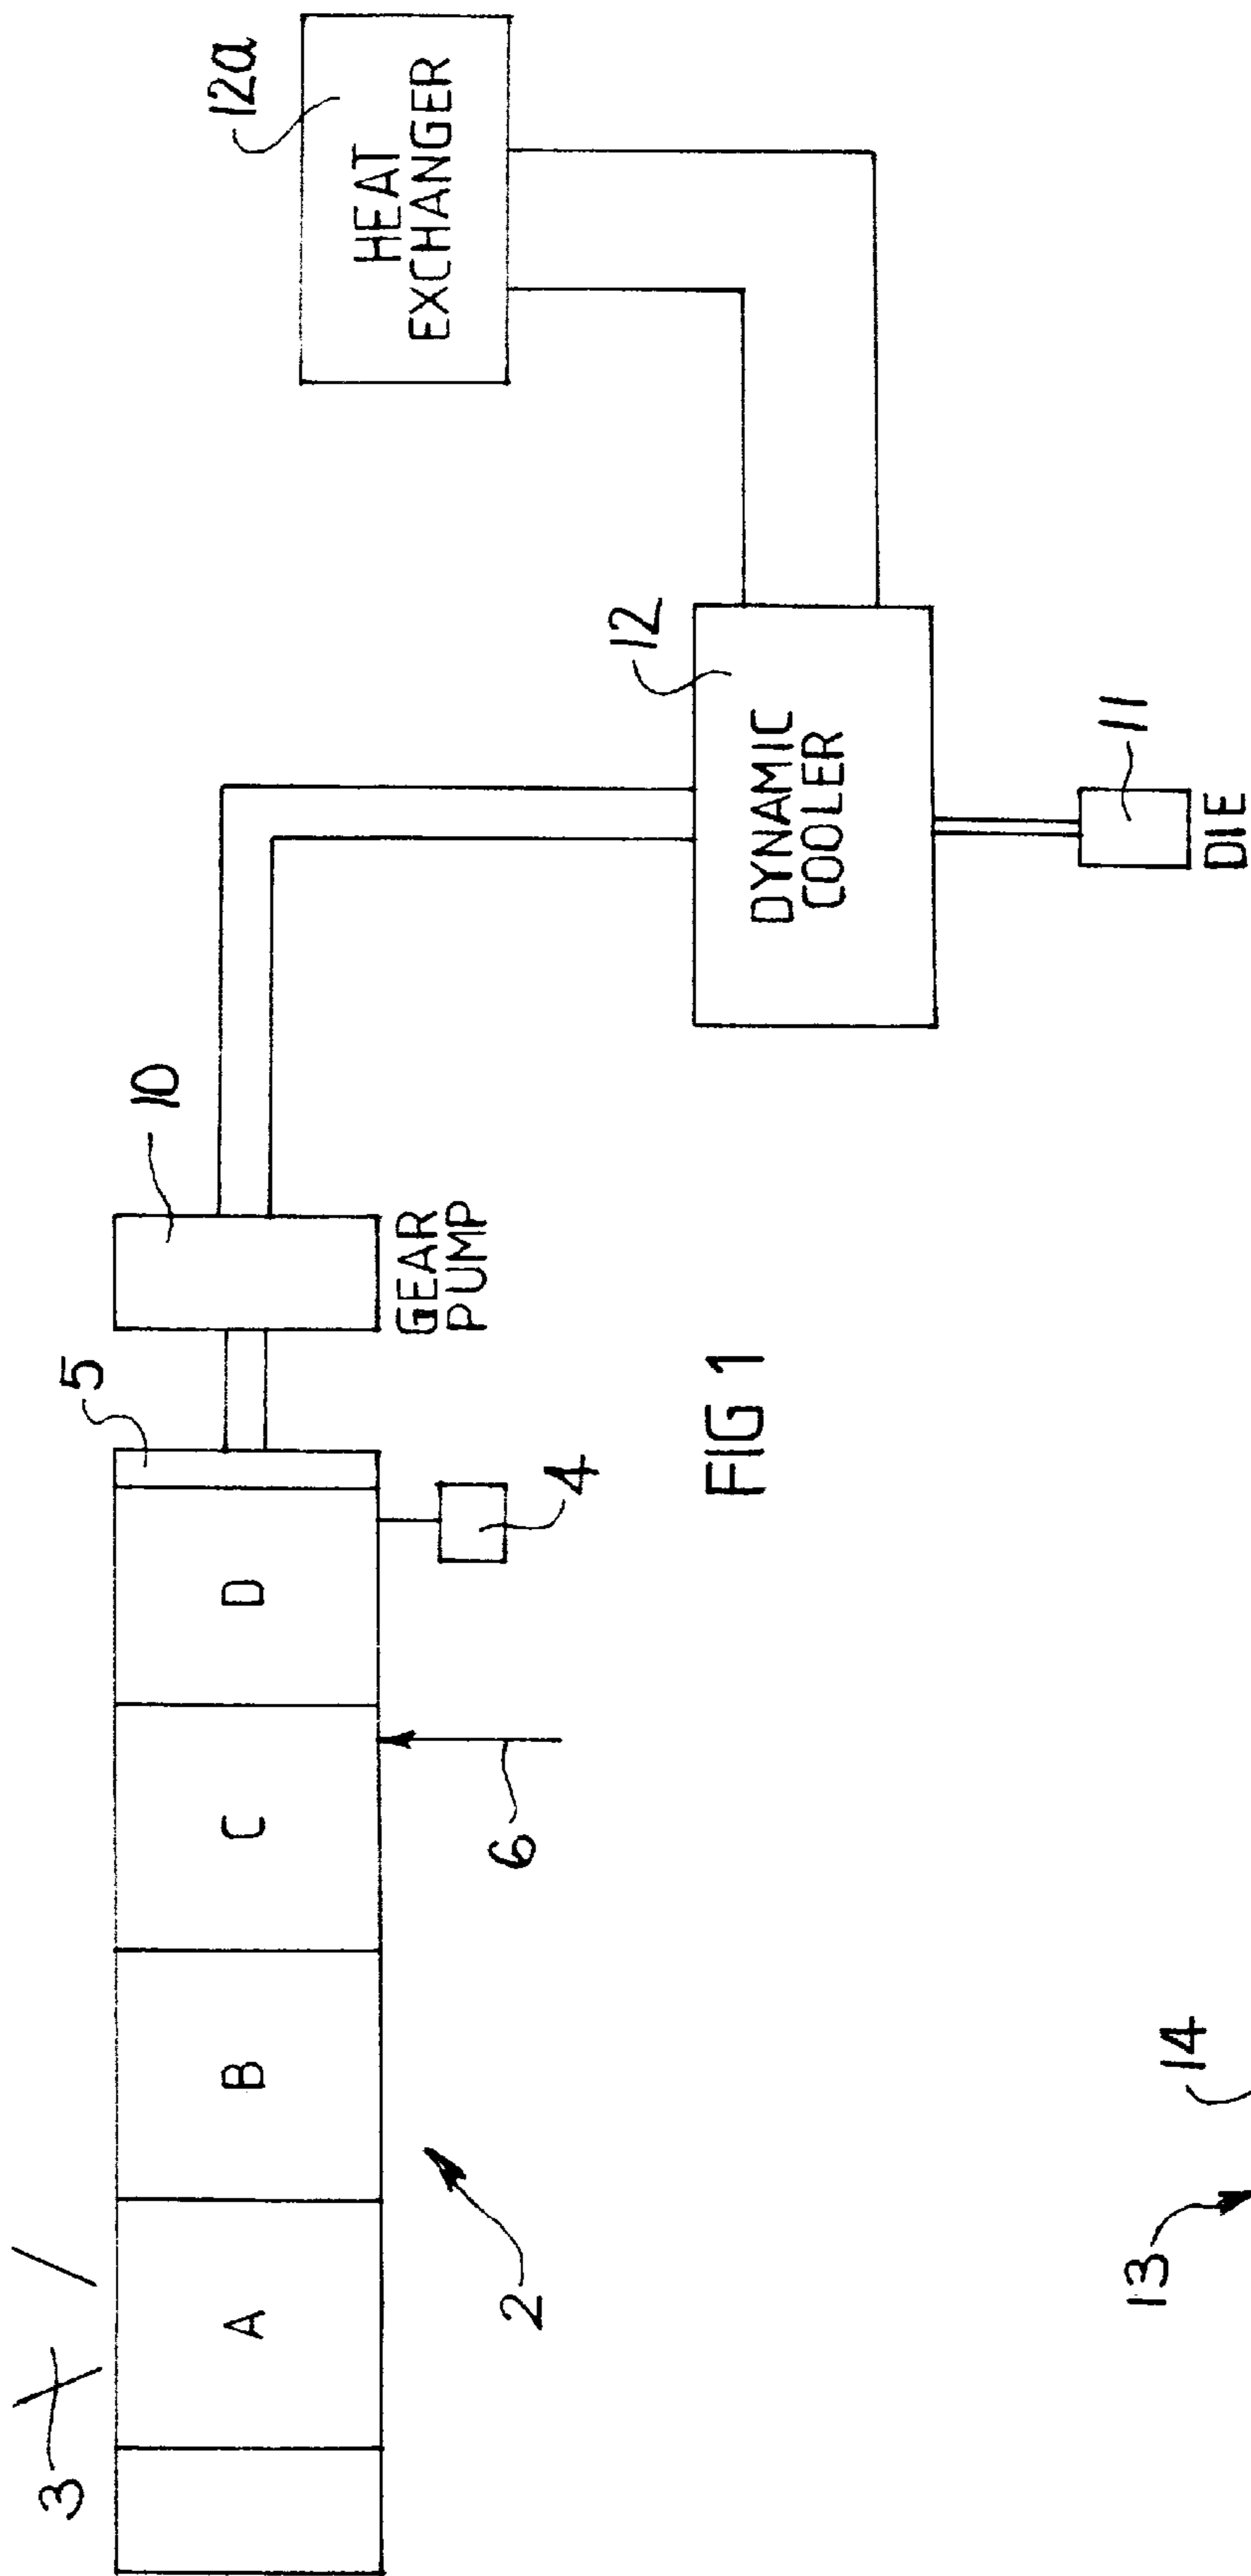 3
A
B
C
D
5
2
6
4
10
GEAR
PUMP
12
DYNAMIC
COOLER
12a
HEAT
EXCHANGER
11
DIE
FIG 1
13
14